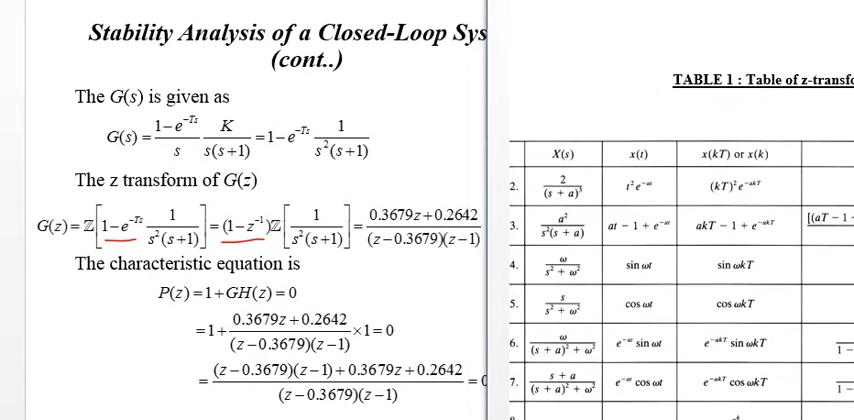 Stability Analysis of a Closed-Loop Sys
(cont..)
The G(s) is given as
G(s) = (1−e^−Ts)/s K/(s(s+1)) = 1−e^−Ts 1/(s²(s+1))
The z transform of G(z)
G(z) = ℤ[1−e^−Ts 1/(s²(s+1))] = (1−z^−1)ℤ[1/(s²(s+1))] = (0.3679z+0.2642)/((z−0.3679)(z−1))
The characteristic equation is
P(z)=1+GH(z)=0
=1+ (0.3679z+0.2642)/((z−0.3679)(z−1)) ×1=0
= ((z−0.3679)(z−1)+0.3679z+0.2642)/((z−0.3679)(z−1)) =0
TABLE 1 : Table of z-transfo
X(s) x(t) x(kT) or x(k)
2. 2/(s + a)³ t²e^−at (kT)²e^−akT
3. a²/(s²(s + a)) at − 1 + e^−at akT − 1 + e^−akT [(aT − 1 +
4. ω/(s² + ω²) sin ωt sin ωkT
5. s/(s² + ω²) cos ωt cos ωkT
6. ω/((s + a)² + ω²) e^−at sin ωt e^−akT sin ωkT 1 −
7. (s + a)/((s + a)² + ω²) e^−at cos ωt e^−akT cos ωkT 1 −